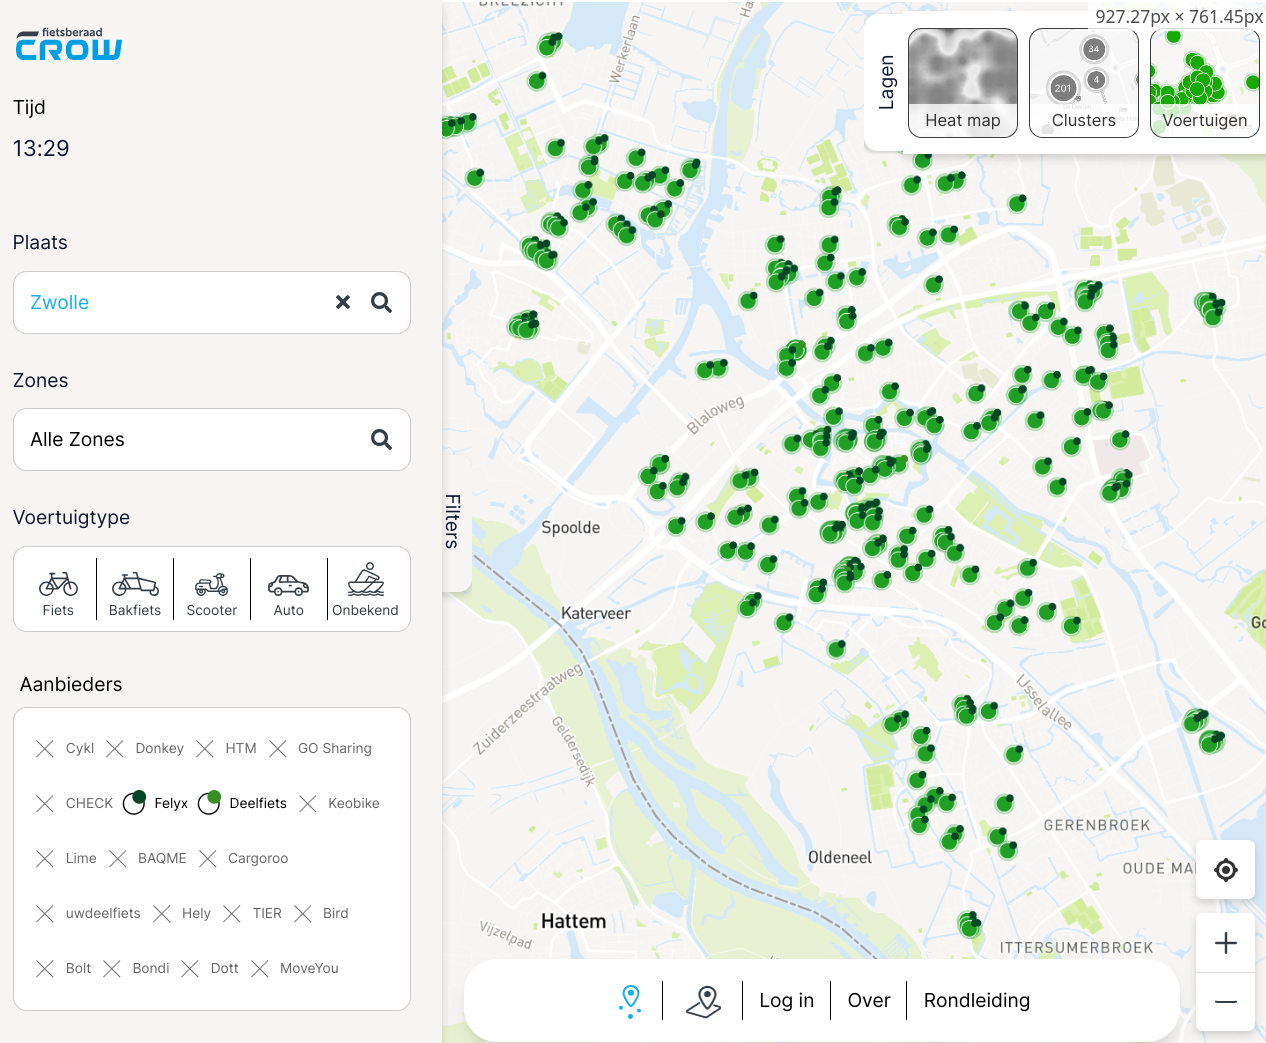 fietsberaad
CROW
Tijd
13:29
Plaats
Zwolle
Zones
Alle Zones
Voertuigtype
Fiets
Bakfiets
Scooter
Auto
Onbekend
Aanbieders
Cykl Donkey HTM GO Sharing
CHECK Felyx Deelfiets Keobike
Lime BAQME Cargoroo
uwdeelfiets Hely TIER Bird
Bolt Bondi Dott MoveYou
Filters
927.27px × 761.45px
Lagen
34
201
4
Heat map
Clusters
Voertuigen
Werkerlaan
Blaloweg
Spoolde
Katerveer
Zuiderzeestraatweg
Geldersedijk
IJsselallee
GERENBROEK
Oldeneel
Hattem
Vijzelpad
ITTERSUMERBROEK
Log in
Over
Rondleiding